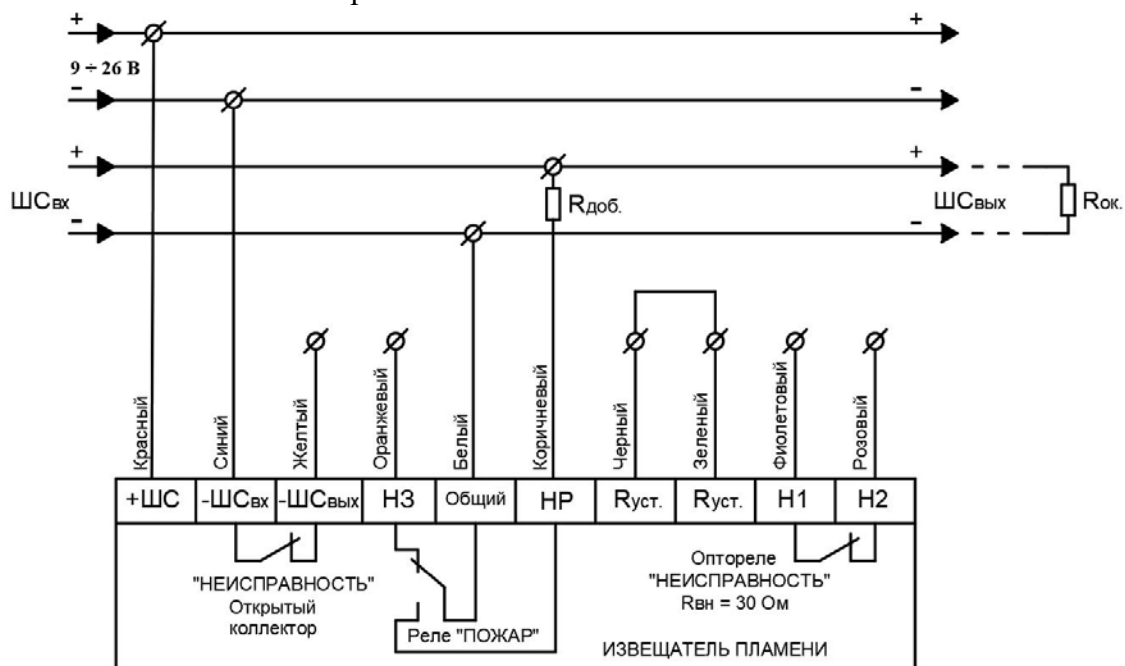 + +
9 ÷ 26 В
- -
+ +
ШСвх Rдоб. ШСвых Rок.
- -
Красный
Синий
Желтый
Оранжевый
Белый
Коричневый
Черный
Зеленый
Фиолетовый
Розовый
+ШС -ШСвх -ШСвых НЗ Общий НР Rуст. Rуст. Н1 Н2
"НЕИСПРАВНОСТЬ"
Открытый
коллектор
Реле "ПОЖАР"
Оптореле
"НЕИСПРАВНОСТЬ"
Rвн = 30 Ом
ИЗВЕЩАТЕЛЬ ПЛАМЕНИ